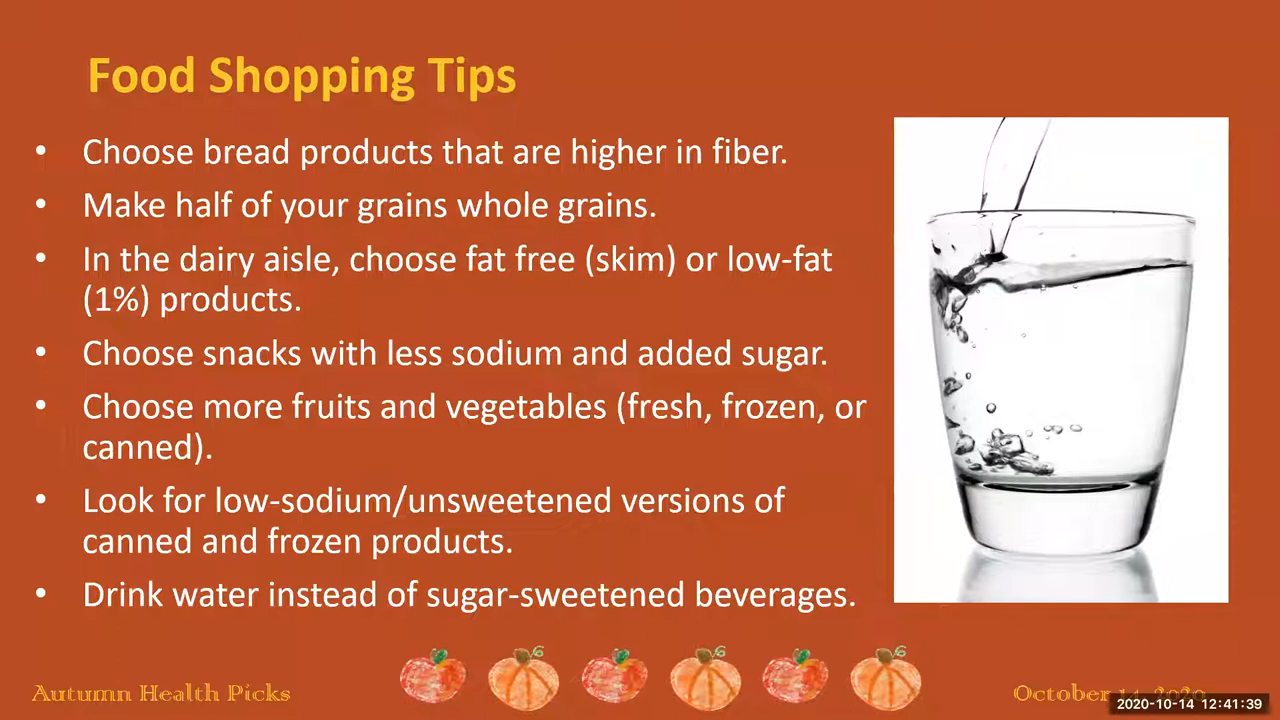 Food Shopping Tips
• Choose bread products that are higher in fiber.
• Make half of your grains whole grains.
• In the dairy aisle, choose fat free (skim) or low-fat
(1%) products.
• Choose snacks with less sodium and added sugar.
• Choose more fruits and vegetables (fresh, frozen, or
canned).
• Look for low-sodium/unsweetened versions of
canned and frozen products.
• Drink water instead of sugar-sweetened beverages.
Autumn Health Picks
October 14, 2020
2020-10-14 12:41:39